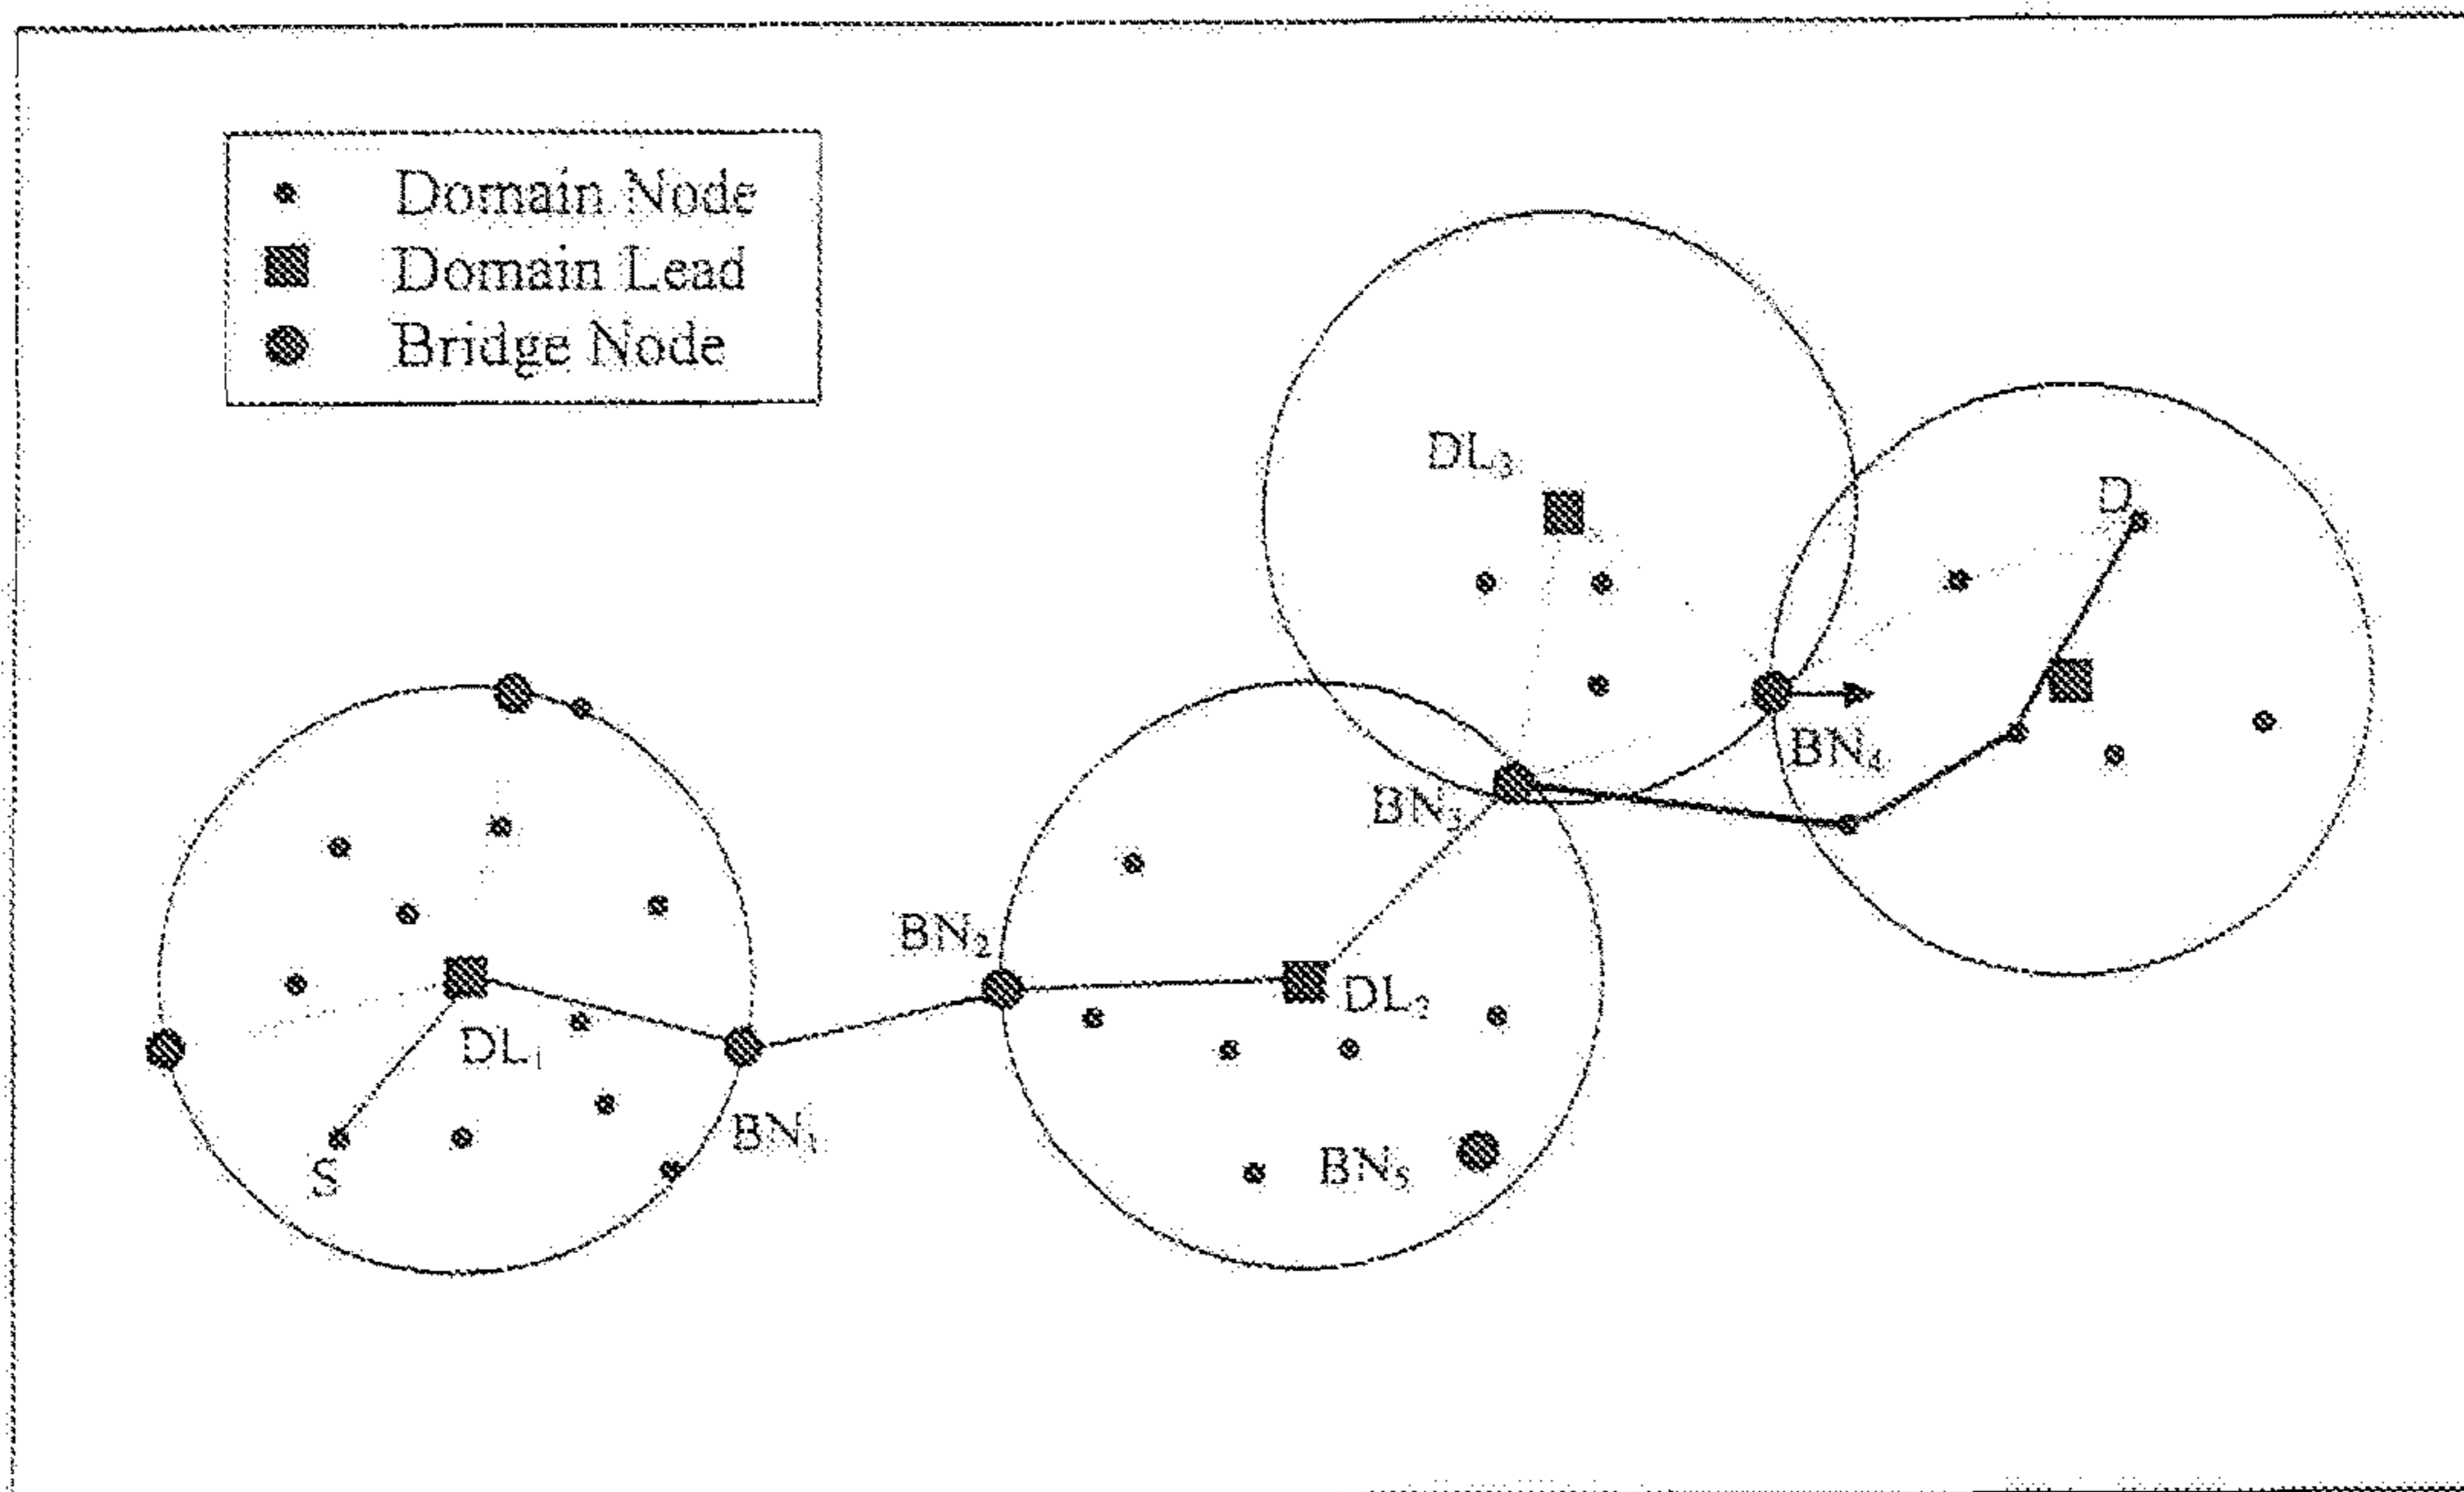 Domain Node
Domain Lead
Bridge Node
DL₃
D
BN₄
BN₃
BN₂
DL₂
DL₁
BN₁
S
BN₅